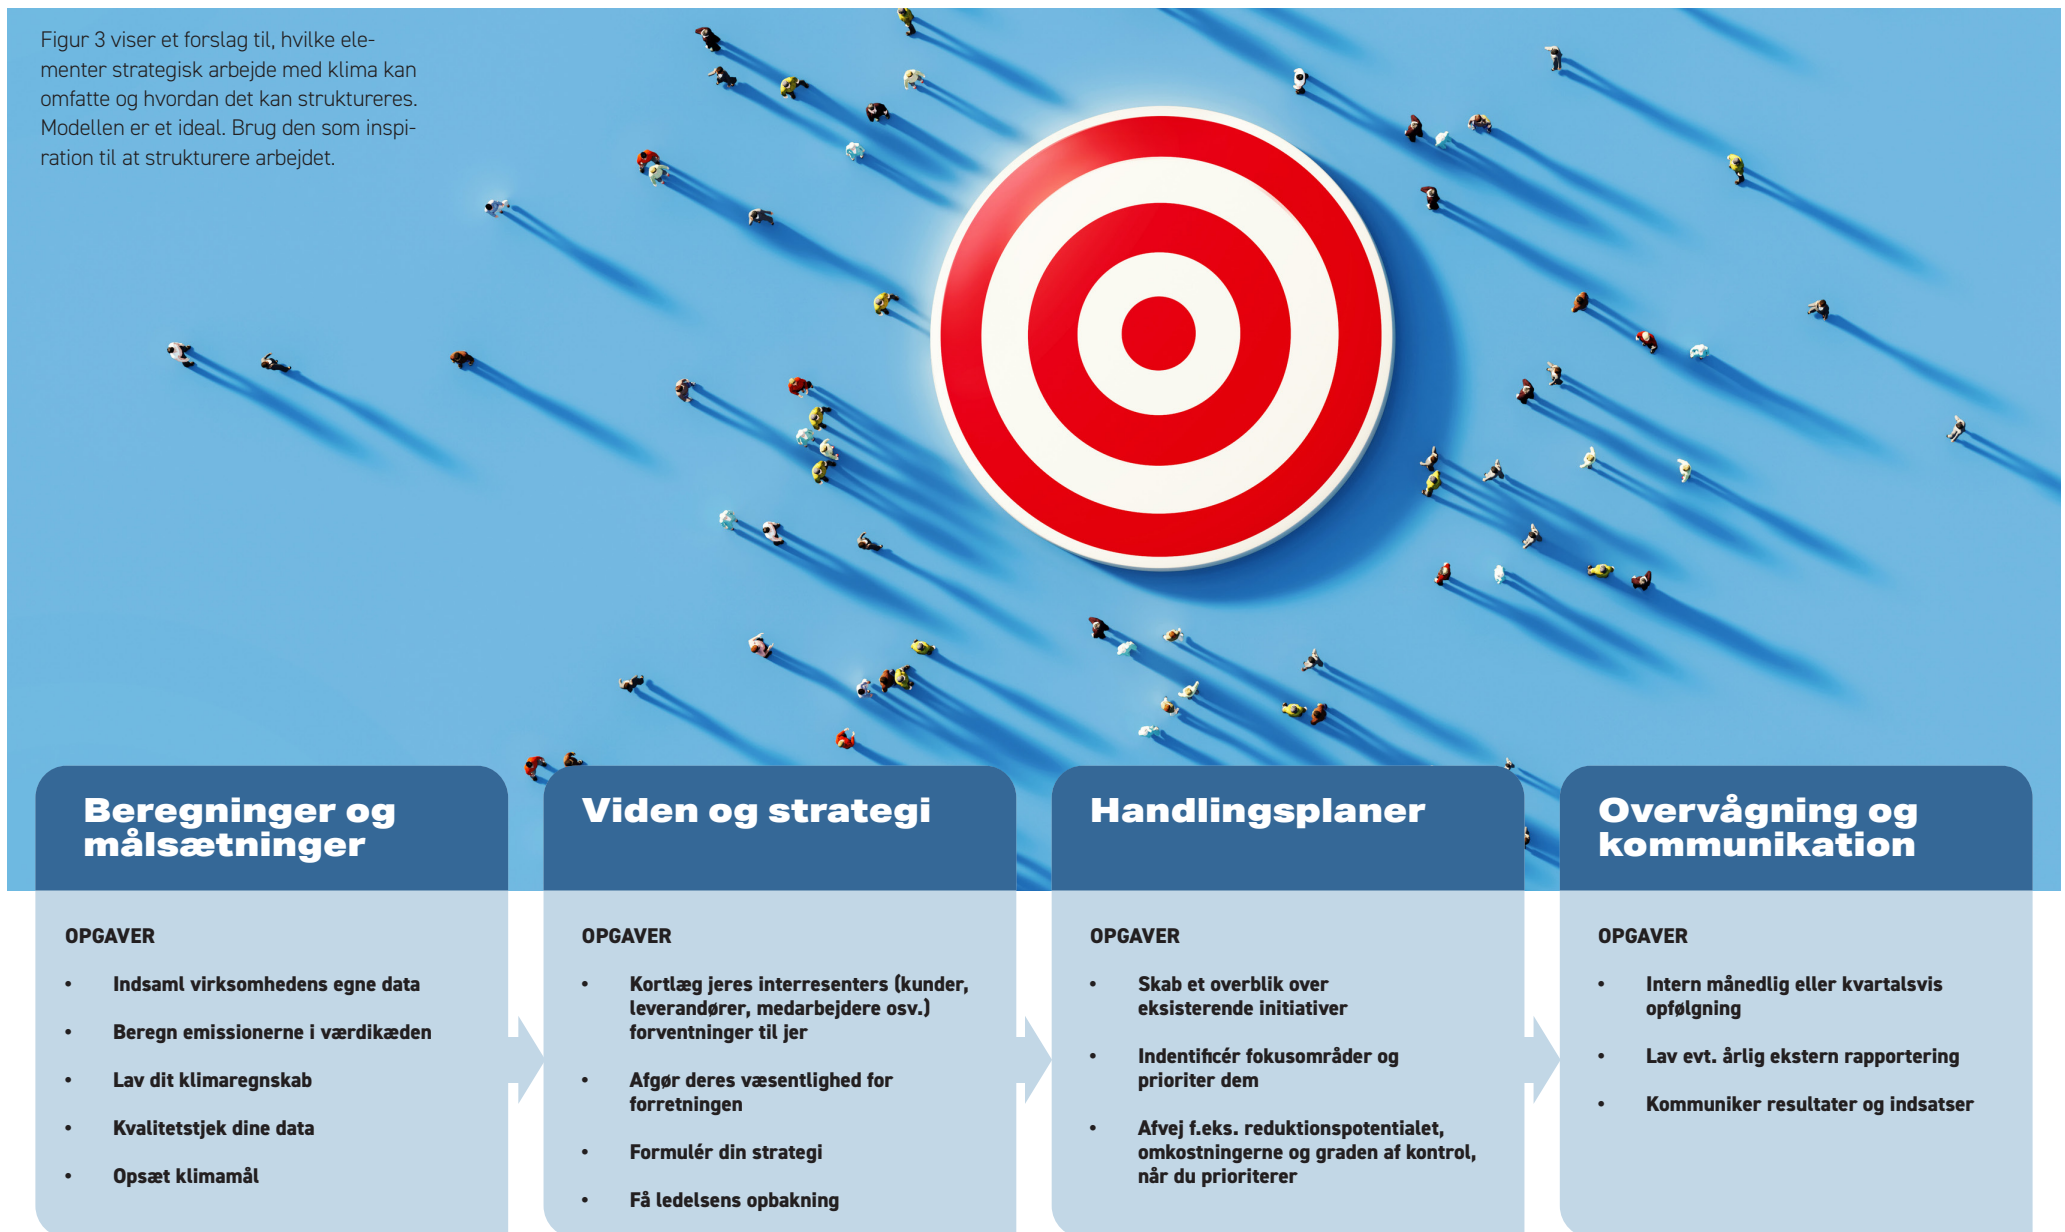 Figur 3 viser et forslag til, hvilke ele-
menter strategisk arbejde med klima kan
omfatte og hvordan det kan struktureres.
Modellen er et ideal. Brug den som inspi-
ration til at strukturere arbejdet.
Beregninger og
målsætninger
OPGAVER
• Indsaml virksomhedens egne data
• Beregn emissionerne i værdikæden
• Lav dit klimaregnskab
• Kvalitetstjek dine data
• Opsæt klimamål
Viden og strategi
OPGAVER
• Kortlæg jeres interresenters (kunder,
leverandører, medarbejdere osv.)
forventninger til jer
• Afgør deres væsentlighed for
forretningen
• Formulér din strategi
• Få ledelsens opbakning
Handlingsplaner
OPGAVER
• Skab et overblik over
eksisterende initiativer
• Indentificér fokusområder og
prioriter dem
• Afvej f.eks. reduktionspotentialet,
omkostningerne og graden af kontrol,
når du prioriterer
Overvågning og
kommunikation
OPGAVER
• Intern månedlig eller kvartalsvis
opfølgning
• Lav evt. årlig ekstern rapportering
• Kommuniker resultater og indsatser